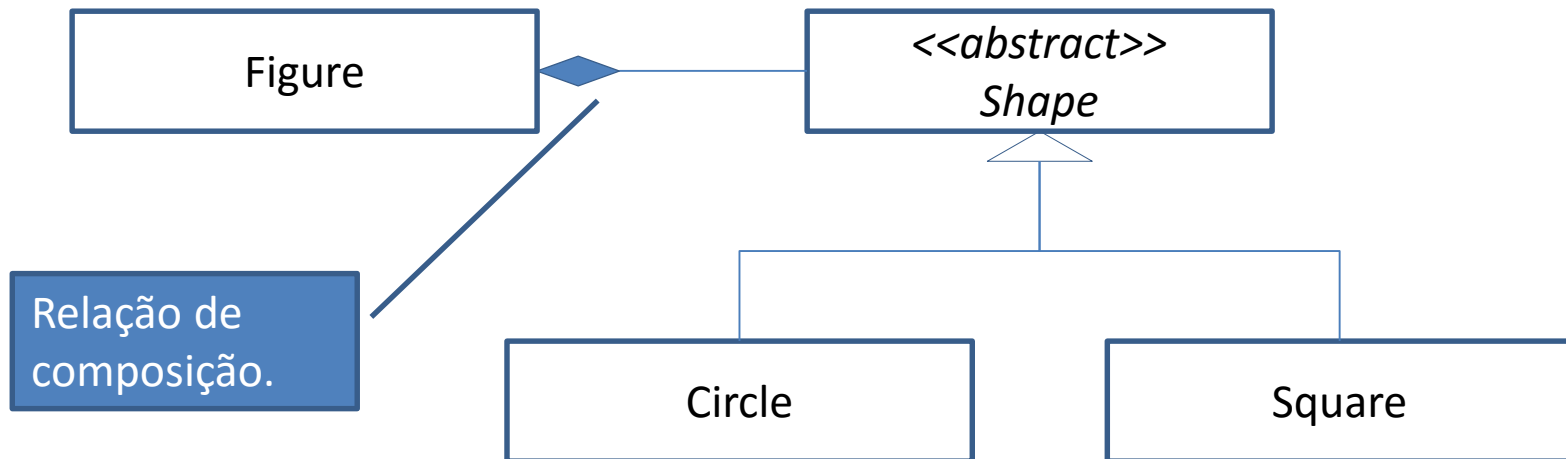 Figure
<<abstract>>
Shape
Relação de
composição.
Circle
Square